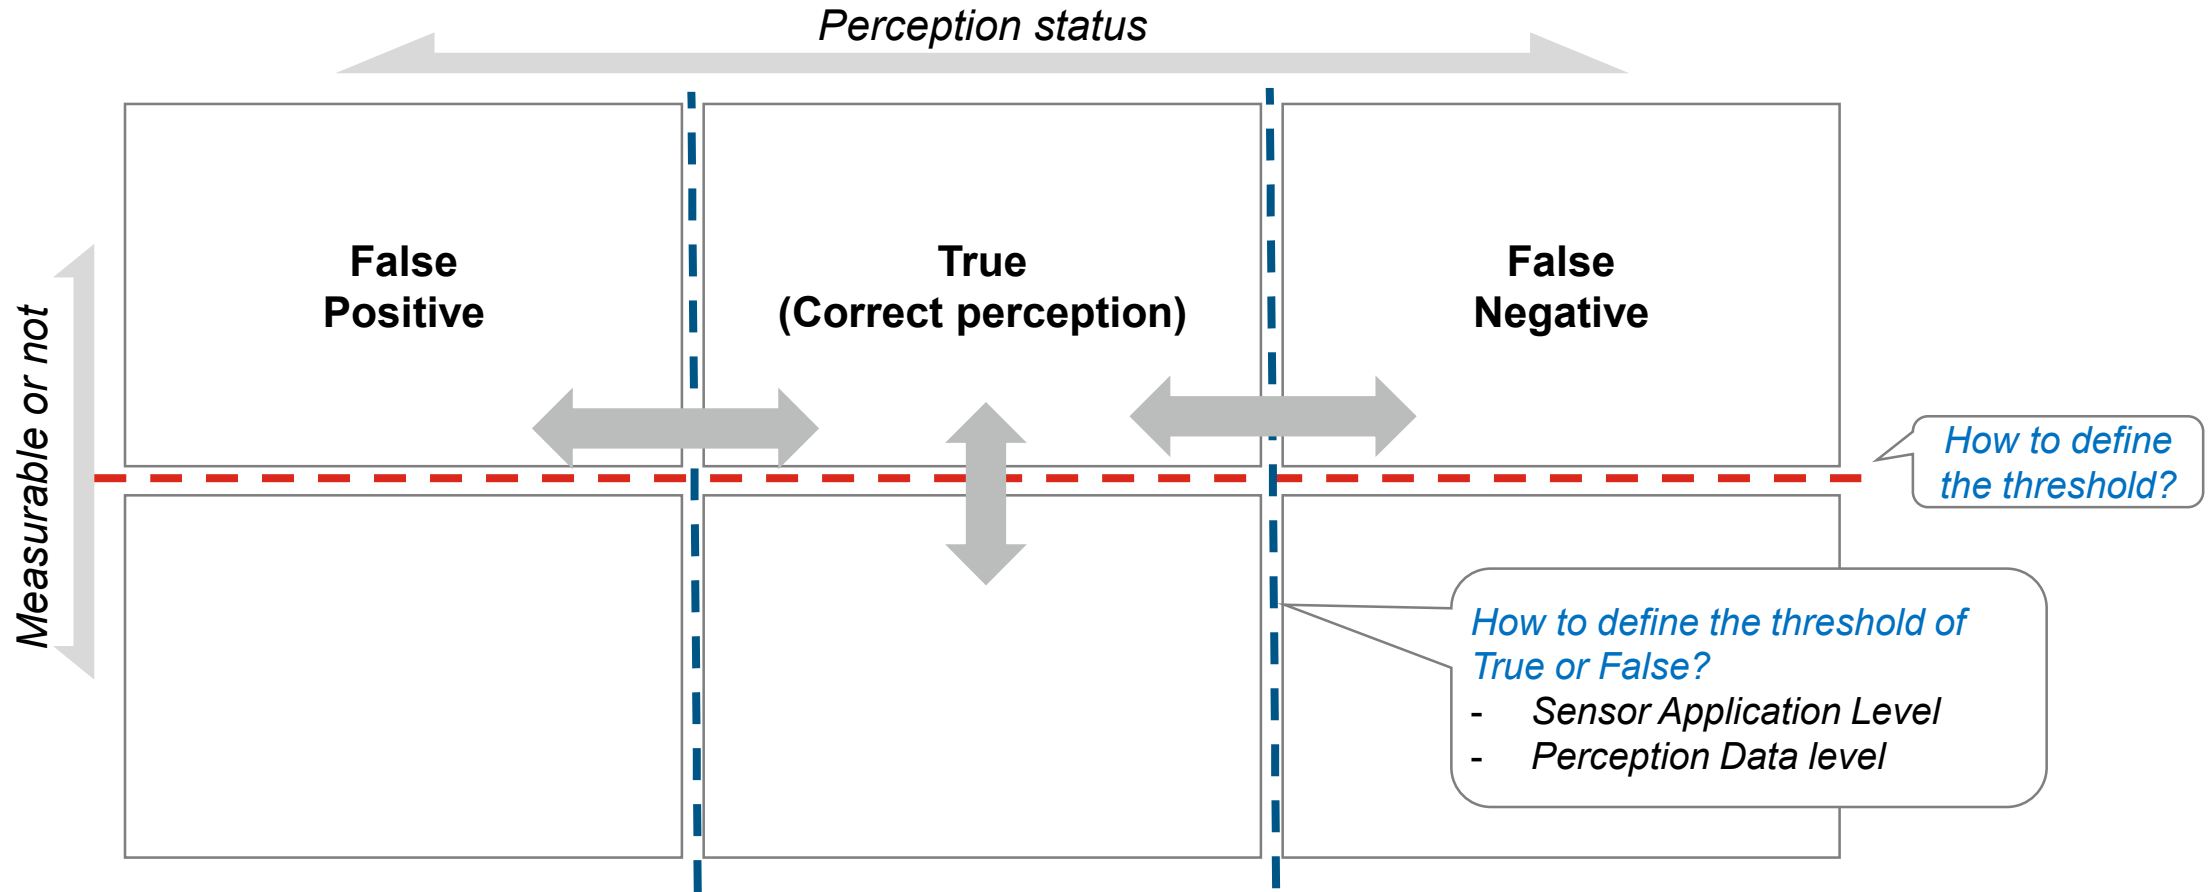 Perception status
Measurable or not
False
Positive
True
(Correct perception)
False
Negative
How to define
the threshold?
How to define the threshold of
True or False?
- Sensor Application Level
- Perception Data level